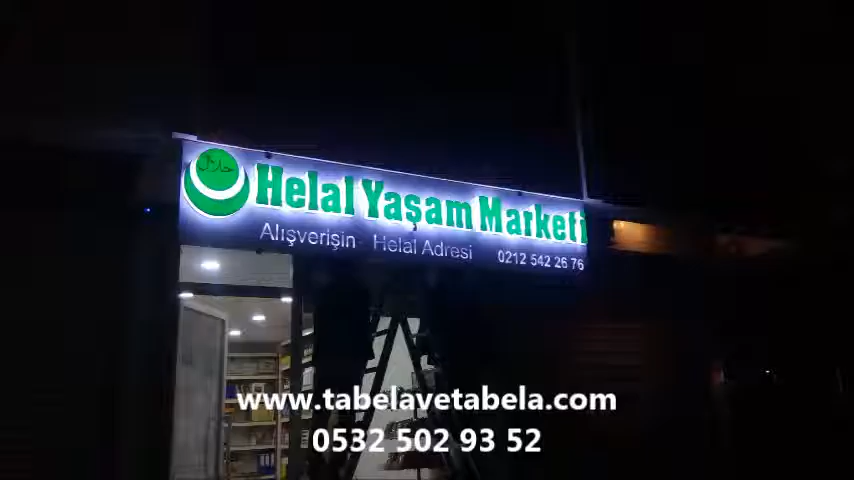 حلال
Helal Yaşam Marketi
Alışverişin Helal Adresi 0212 542 26 76
www.tabelavetabela.com
0532 502 93 52